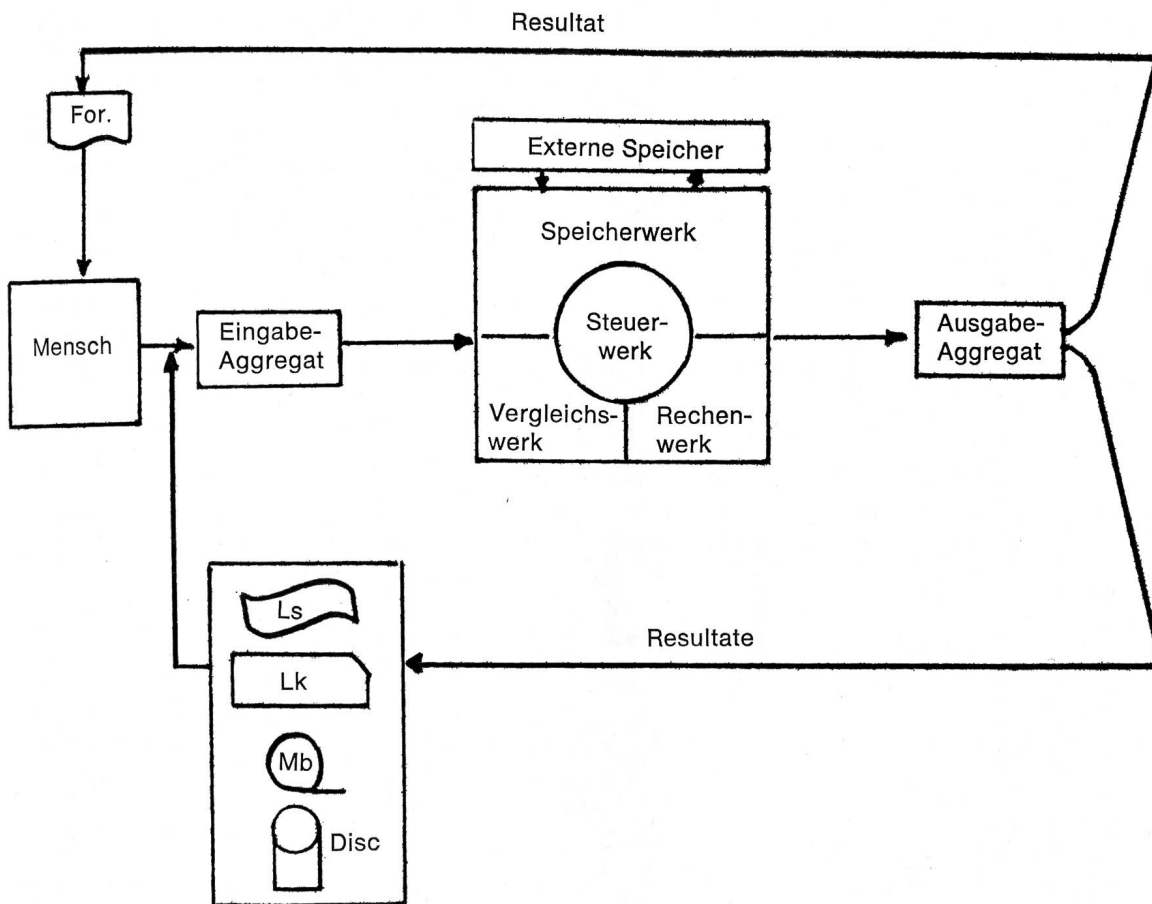 Resultat
For.
Externe Speicher
Speicherwerk
Mensch
Eingabe-
Aggregat
Steuer-
werk
Ausgabe-
Aggregat
Vergleichs-
werk
Rechen-
werk
Ls
Lk
Mb
Disc
Resultate